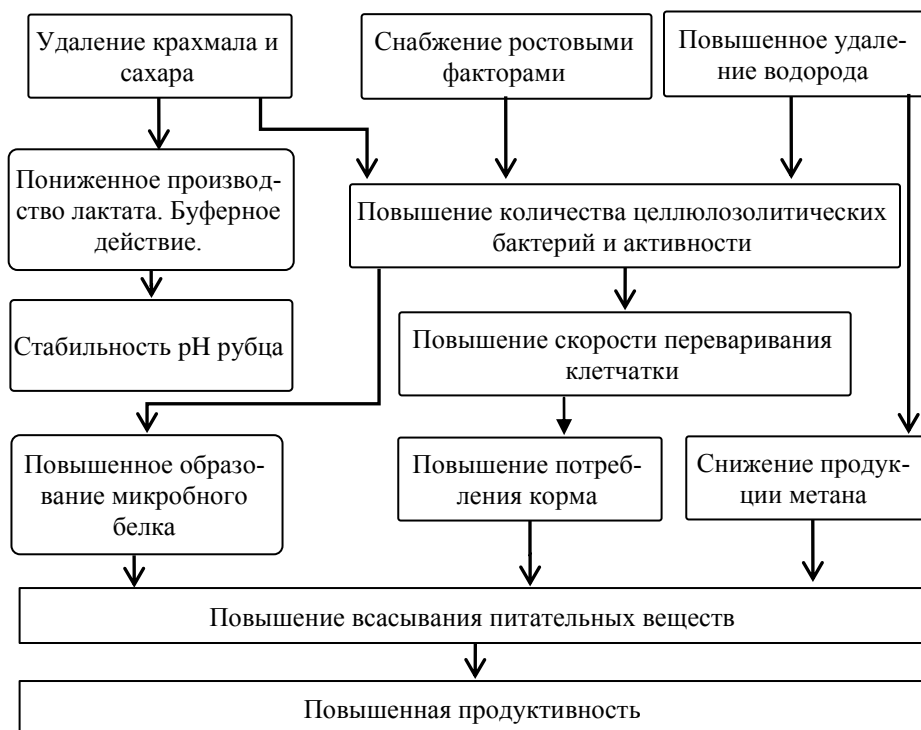 Удаление крахмала и
сахара
Снабжение ростовыми
факторами
Повышенное удале-
ние водорода
Пониженное производ-
ство лактата. Буферное
действие.
Повышение количества целлюлозолитических
бактерий и активности
Стабильность рН рубца
Повышение скорости переваривания
клетчатки
Повышенное образо-
вание микробного
белка
Повышение потреб-
ления корма
Снижение продук-
ции метана
Повышение всасывания питательных веществ
Повышенная продуктивность